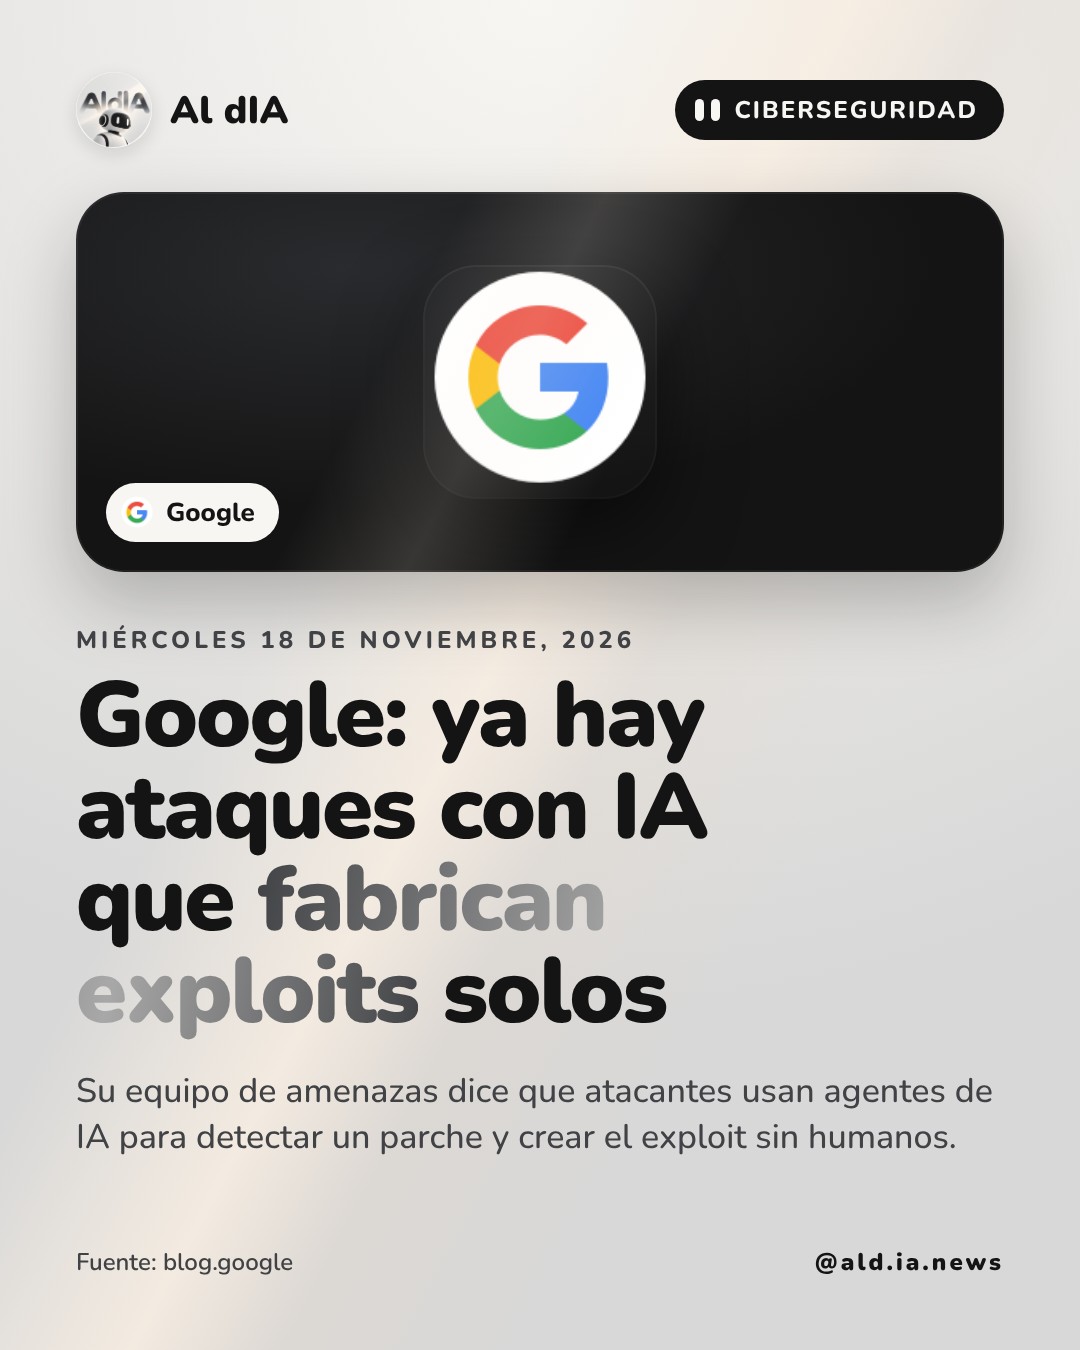 AldIA
Al dIA
CIBERSEGURIDAD
Google
MIÉRCOLES 18 DE NOVIEMBRE, 2026
Google: ya hay
ataques con IA
que fabrican
exploits solos
Su equipo de amenazas dice que atacantes usan agentes de
IA para detectar un parche y crear el exploit sin humanos.
Fuente: blog.google
@ald.ia.news